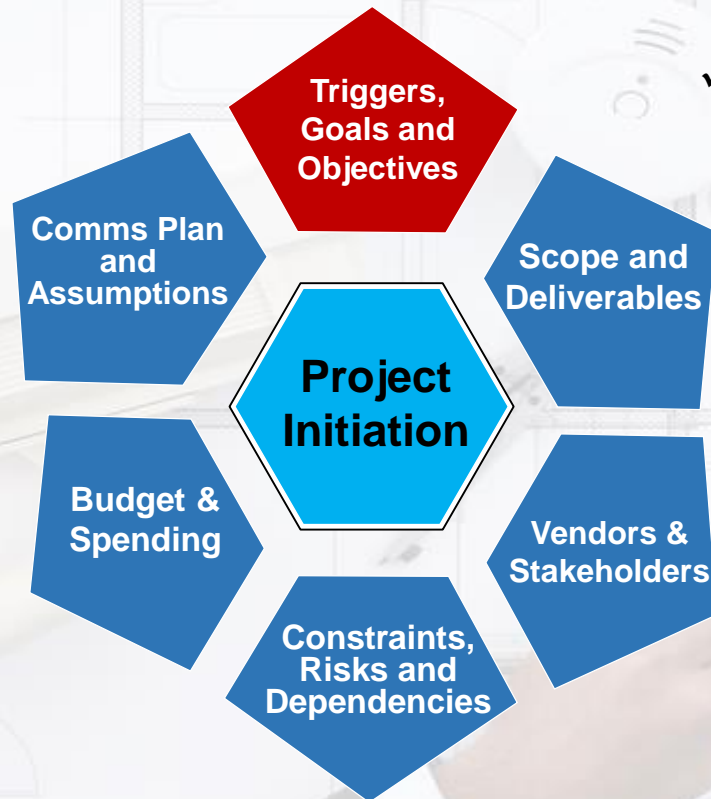 Triggers,
Goals and
Objectives
Scope and
Deliverables
Vendors &
Stakeholders
Constraints,
Risks and
Dependencies
Budget &
Spending
Comms Plan
and
Assumptions
Project
Initiation